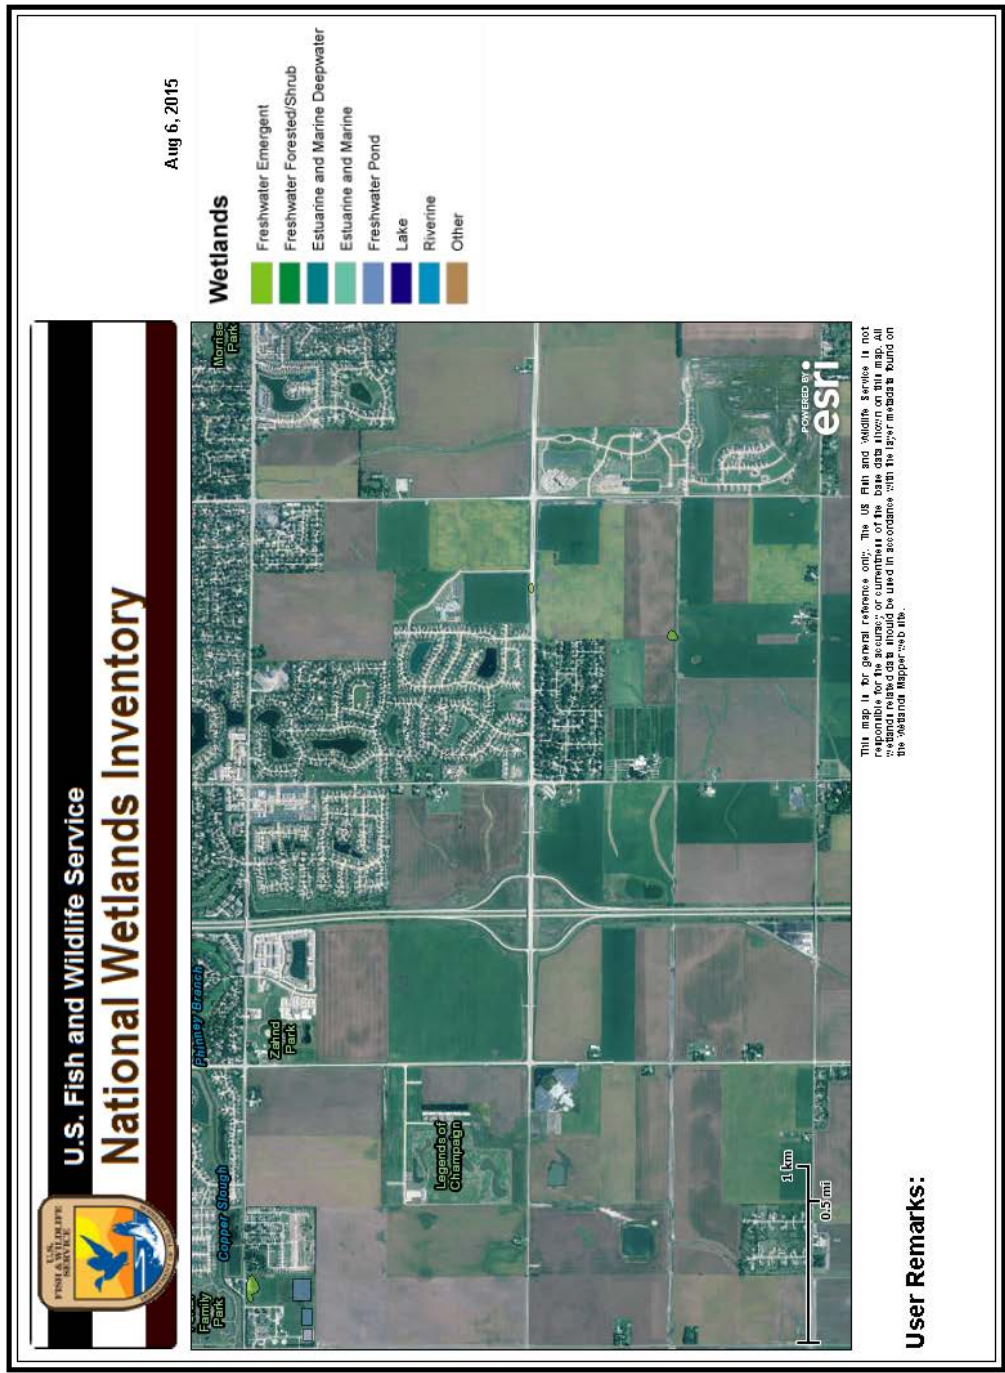 U.S.
FISH & WILDLIFE
SERVICE
U.S. Fish and Wildlife Service
National Wetlands Inventory
Aug 6, 2015
Family
Park
Copper Slough
Phinney Branch
Zahnd
Park
Morriss
Park
Legends of
Champaign
1 km
0.5 mi
POWERED BY
esri
Wetlands
Freshwater Emergent
Freshwater Forested/Shrub
Estuarine and Marine Deepwater
Estuarine and Marine
Freshwater Pond
Lake
Riverine
Other
This map is for general reference only. The US Fish and Wildlife Service is not
responsible for the accuracy or currentness of the base data shown on this map. All
wetlands related data should be used in accordance with the layer metadata found on
the Wetlands Mapper web site.
User Remarks: